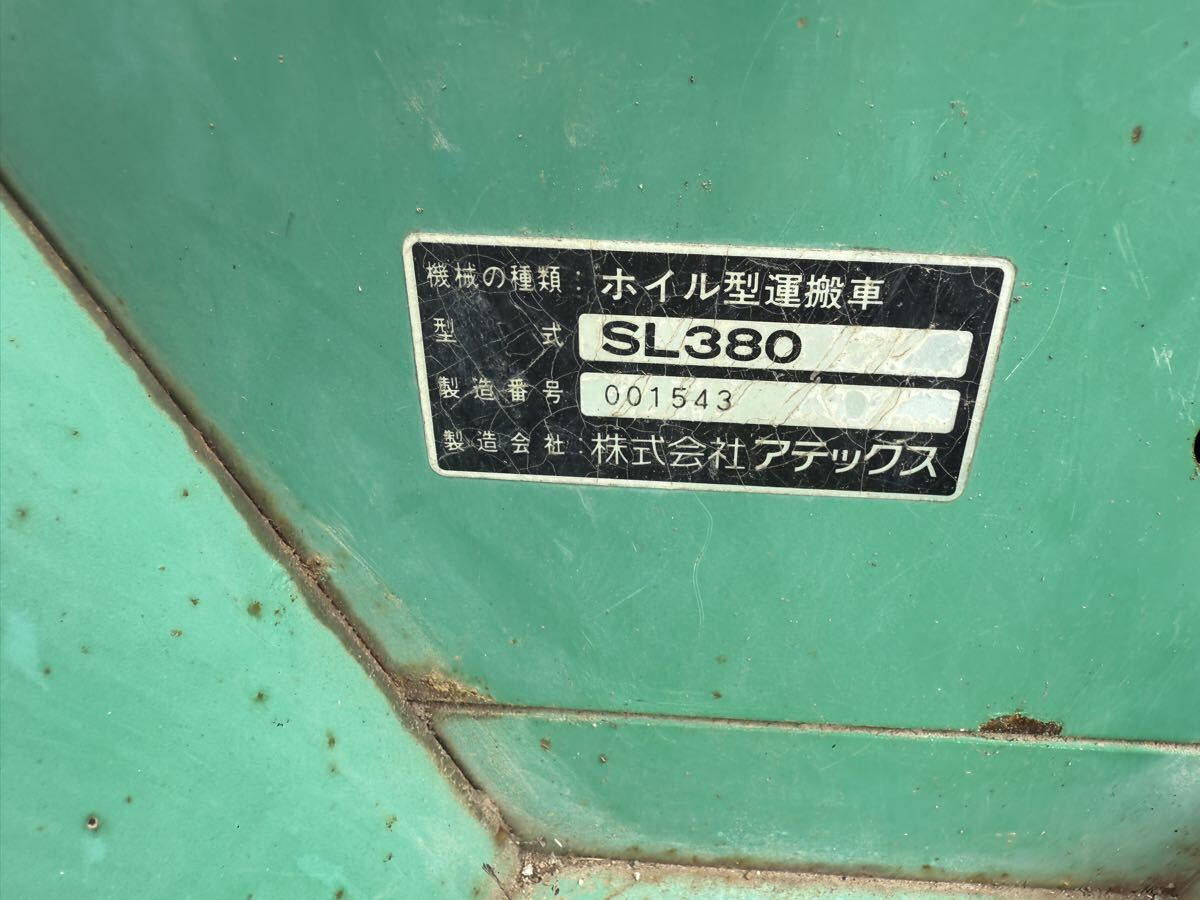 機械の種類：ホイル型運搬車
型式 SL380
製造番号 001543
製造会社：株式会社アテックス